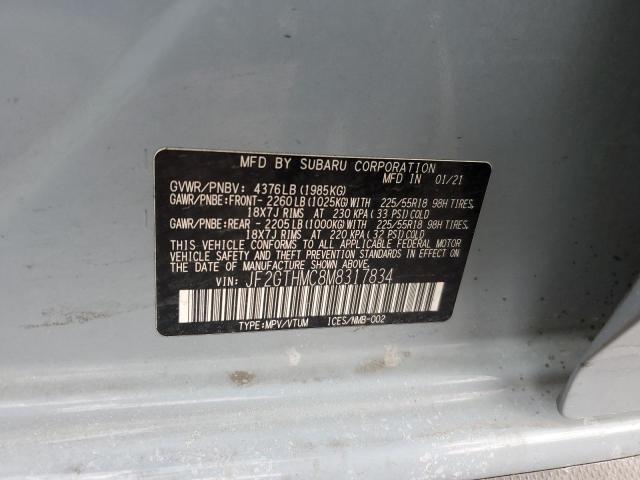 MFD BY SUBARU CORPORATION
MFD IN 01/21
GVWR/PNBV: 4376LB(1985KG)
GAWR/PNBE:FRONT- 2260LB(1025KG)WITH 225/55R18 98H TIRES,
18X7J RIMS AT 230 KPA(33 PSI)COLD
GAWR/PNBE:REAR - 2205LB(1000KG)WITH 225/55R18 98H TIRES,
18X7J RIMS AT 220 KPA(32 PSI)COLD
THIS VEHICLE CONFORMS TO ALL APPLICABLE FEDERAL MOTOR
VEHICLE SAFETY AND THEFT PREVENTION STANDARDS IN EFFECT
ON THE DATE OF MANUFACTURE SHOWN ABOVE.
VIN: JF2GTHMC8M8317834
TYPE:MPV/VTUM ICES/NMB-002